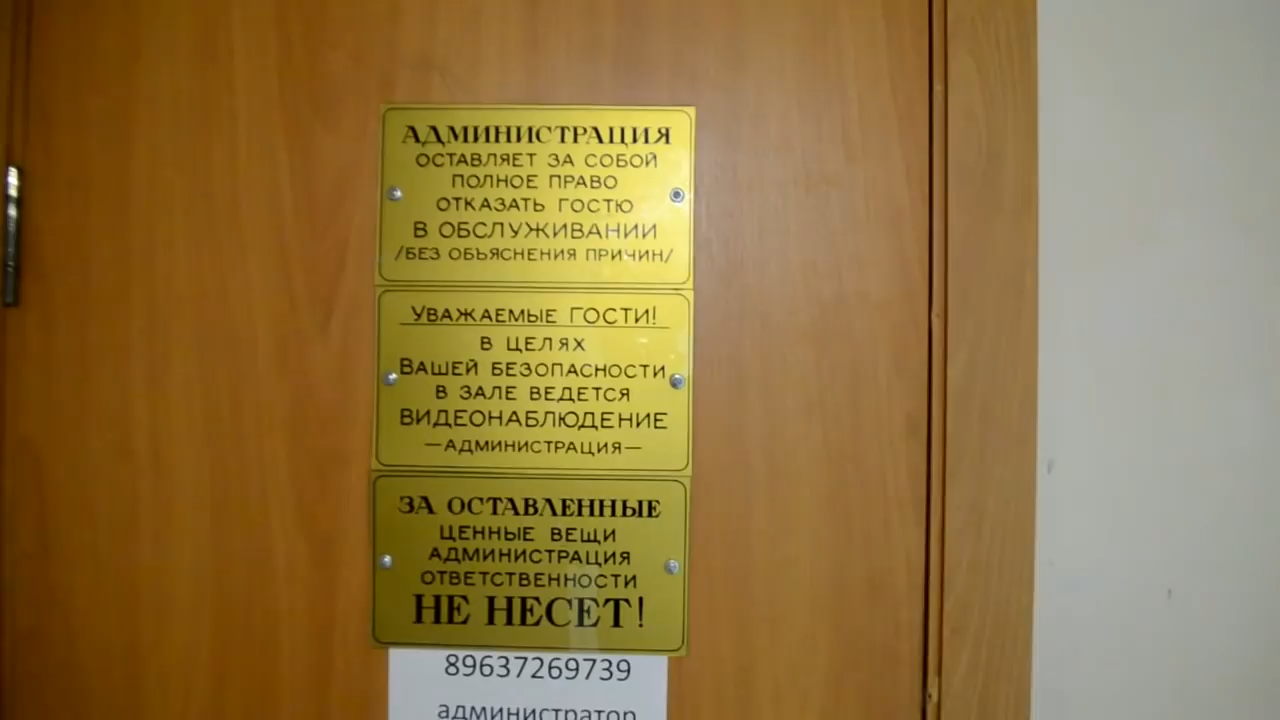 АДМИНИСТРАЦИЯ
ОСТАВЛЯЕТ ЗА СОБОЙ
ПОЛНОЕ ПРАВО
ОТКАЗАТЬ ГОСТЮ
В ОБСЛУЖИВАНИИ
/БЕЗ ОБЪЯСНЕНИЯ ПРИЧИН/
УВАЖАЕМЫЕ ГОСТИ!
В ЦЕЛЯХ
ВАШЕЙ БЕЗОПАСНОСТИ
В ЗАЛЕ ВЕДЕТСЯ
ВИДЕОНАБЛЮДЕНИЕ
—АДМИНИСТРАЦИЯ—
ЗА ОСТАВЛЕННЫЕ
ЦЕННЫЕ ВЕЩИ
АДМИНИСТРАЦИЯ
ОТВЕТСТВЕННОСТИ
НЕ НЕСЕТ!
89637269739
администратор